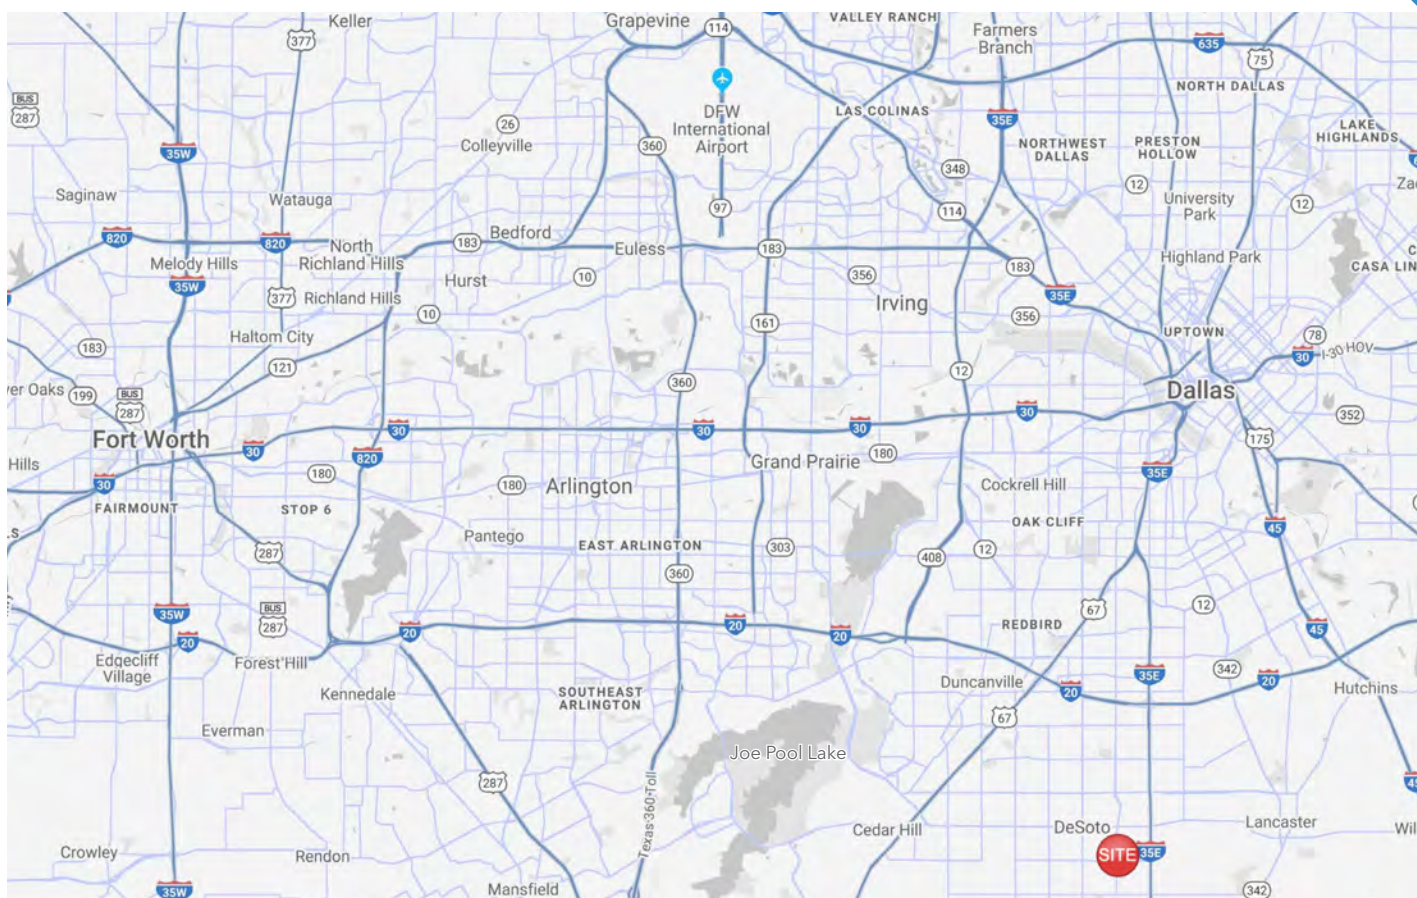 Keller
Grapevine
114
VALLEY RANCH
Farmers
Branch
635
75
377
NORTH DALLAS
BUS
287
DFW
International
Airport
LAS COLINAS
35E
LAKE
HIGHLANDS
26
Colleyville
360
35W
NORTHWEST
DALLAS
PRESTON
HOLLOW
348
12
12
Saginaw
Watauga
97
114
University
Park
820
820
North
Richland Hills
183
Bedford
Euless
183
183
Highland Park
Melody Hills
35W
Hurst
10
356
35E
CASA LIN
377
Richland Hills
10
Irving
356
161
UPTOWN
78
183
Haltom City
121
30
I-30 HOV
ver Oaks
199
BUS
287
360
12
Dallas
352
Fort Worth
30
30
30
30
30
175
Hills
30
820
180
180
Grand Prairie
180
35E
FAIRMOUNT
STOP 6
Arlington
Cockrell Hill
OAK CLIFF
45
287
Pantego
EAST ARLINGTON
303
408
12
360
67
12
35W
BUS
287
20
20
20
20
REDBIRD
45
Edgecliff
Village
Forest Hill
Kennedale
SOUTHEAST
ARLINGTON
Duncanville
20
35E
342
20
Hutchins
Everman
67
Joe Pool Lake
287
Texas 360 Toll
Cedar Hill
DeSoto
Lancaster
Wil
SITE
35E
Crowley
Rendon
35W
Mansfield
342